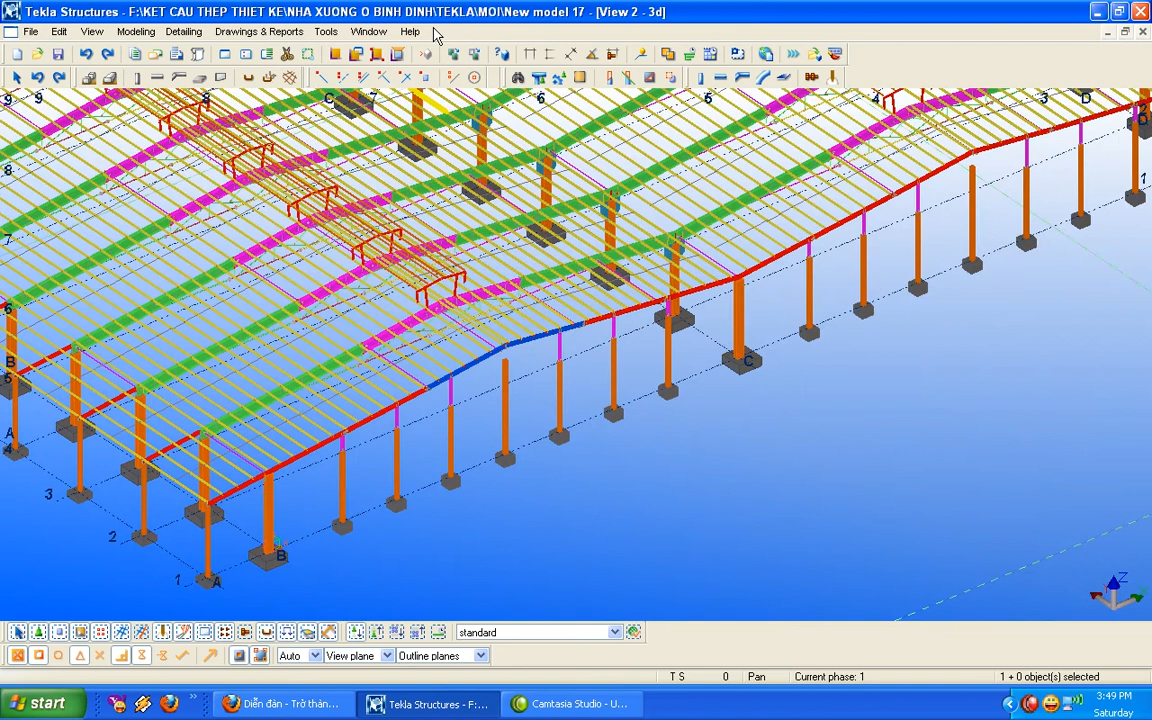 Tekla Structures - F:\KET CAU THEP THIET KE\NHA XUONG O BINH DINH\TEKLA\MOI\New model 17 - [View 2 - 3d]
File Edit View Modeling Detailing Drawings & Reports Tools Window Help
9 9 8 C 7 6 5 4 3 D 2
D
8
1
7
6
B
5
A
4
C
3
2
B
1 A
Z
standard
Auto View plane Outline planes
T S 0 Pan Current phase: 1 1 + 0 object(s) selected
start Diễn đàn - Trở thàn... Tekla Structures - F:... Camtasia Studio - U... 3:49 PM
Saturday